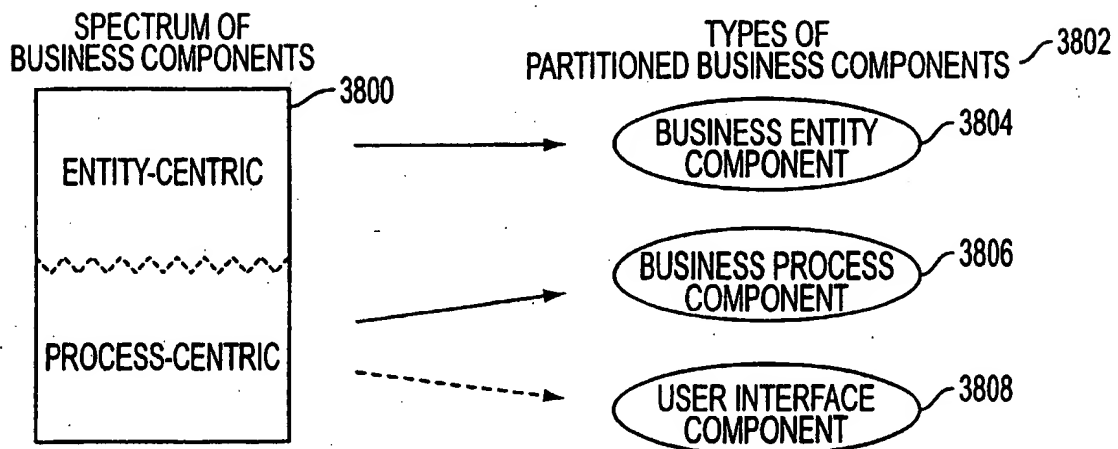 SPECTRUM OF
BUSINESS COMPONENTS
3800
ENTITY-CENTRIC
PROCESS-CENTRIC
TYPES OF
PARTITIONED BUSINESS COMPONENTS
3802
BUSINESS ENTITY
COMPONENT
3804
BUSINESS PROCESS
COMPONENT
3806
USER INTERFACE
COMPONENT
3808